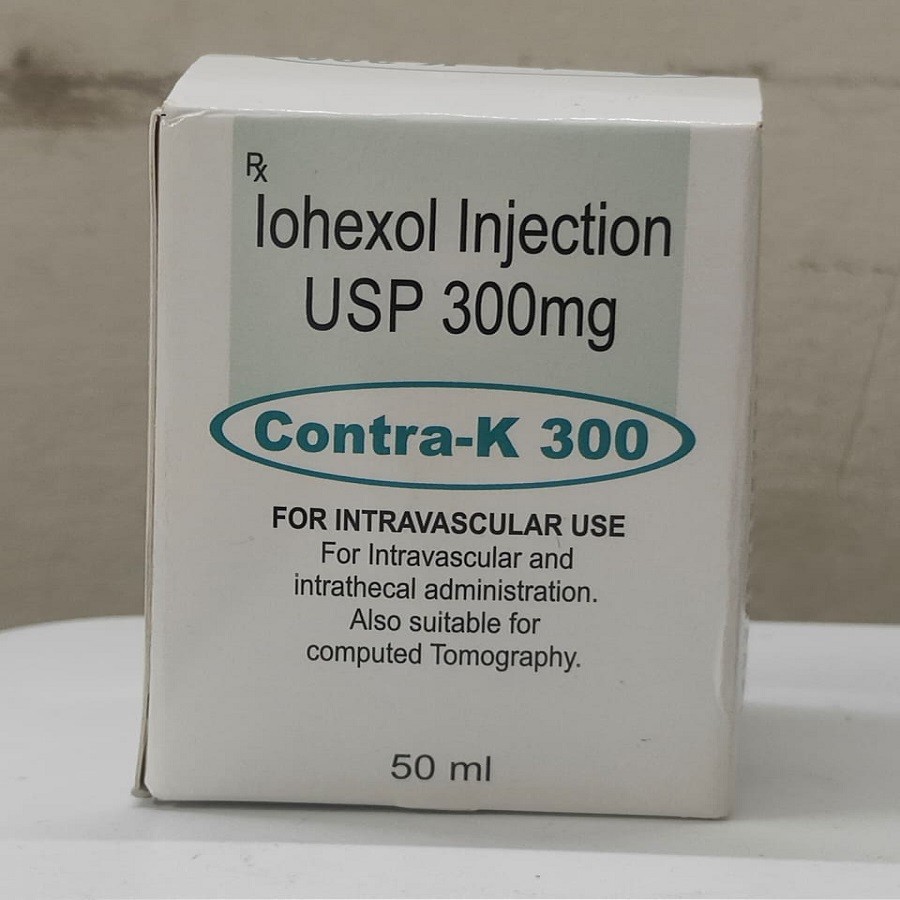 Rx
Iohexol Injection
USP 300mg
Contra-K 300
FOR INTRAVASCULAR USE
For Intravascular and
intrathecal administration.
Also suitable for
computed Tomography.
50 ml